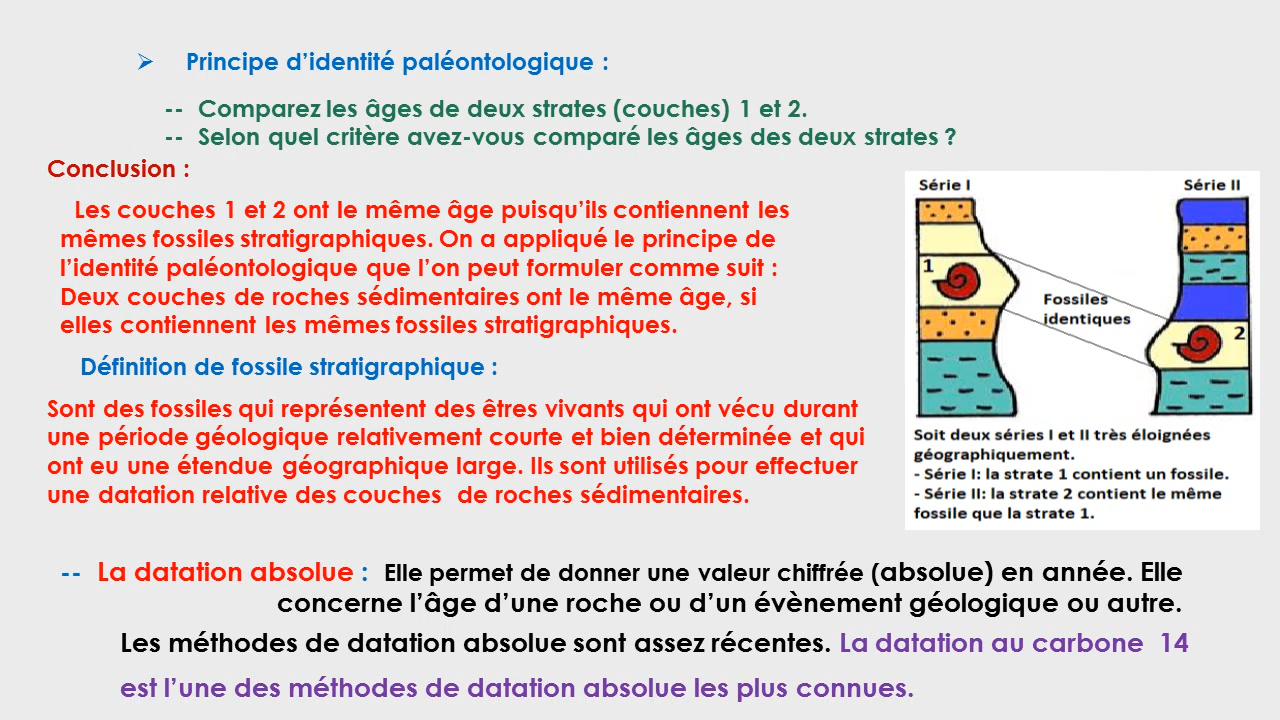 ➢ Principe d’identité paléontologique :
-- Comparez les âges de deux strates (couches) 1 et 2.
-- Selon quel critère avez-vous comparé les âges des deux strates ?
Conclusion :
Les couches 1 et 2 ont le même âge puisqu’ils contiennent les
mêmes fossiles stratigraphiques. On a appliqué le principe de
l’identité paléontologique que l’on peut formuler comme suit :
Deux couches de roches sédimentaires ont le même âge, si
elles contiennent les mêmes fossiles stratigraphiques.
Définition de fossile stratigraphique :
Sont des fossiles qui représentent des êtres vivants qui ont vécu durant
une période géologique relativement courte et bien déterminée et qui
ont eu une étendue géographique large. Ils sont utilisés pour effectuer
une datation relative des couches de roches sédimentaires.
Série I
Série II
1
Fossiles
identiques
2
Soit deux séries I et II très éloignées
géographiquement.
- Série I: la strate 1 contient un fossile.
- Série II: la strate 2 contient le même
fossile que la strate 1.
-- La datation absolue : Elle permet de donner une valeur chiffrée (absolue) en année. Elle
concerne l’âge d’une roche ou d’un évènement géologique ou autre.
Les méthodes de datation absolue sont assez récentes. La datation au carbone 14
est l’une des méthodes de datation absolue les plus connues.